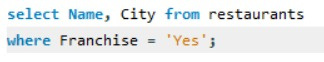 select Name, City from restaurants
where Franchise = 'Yes';